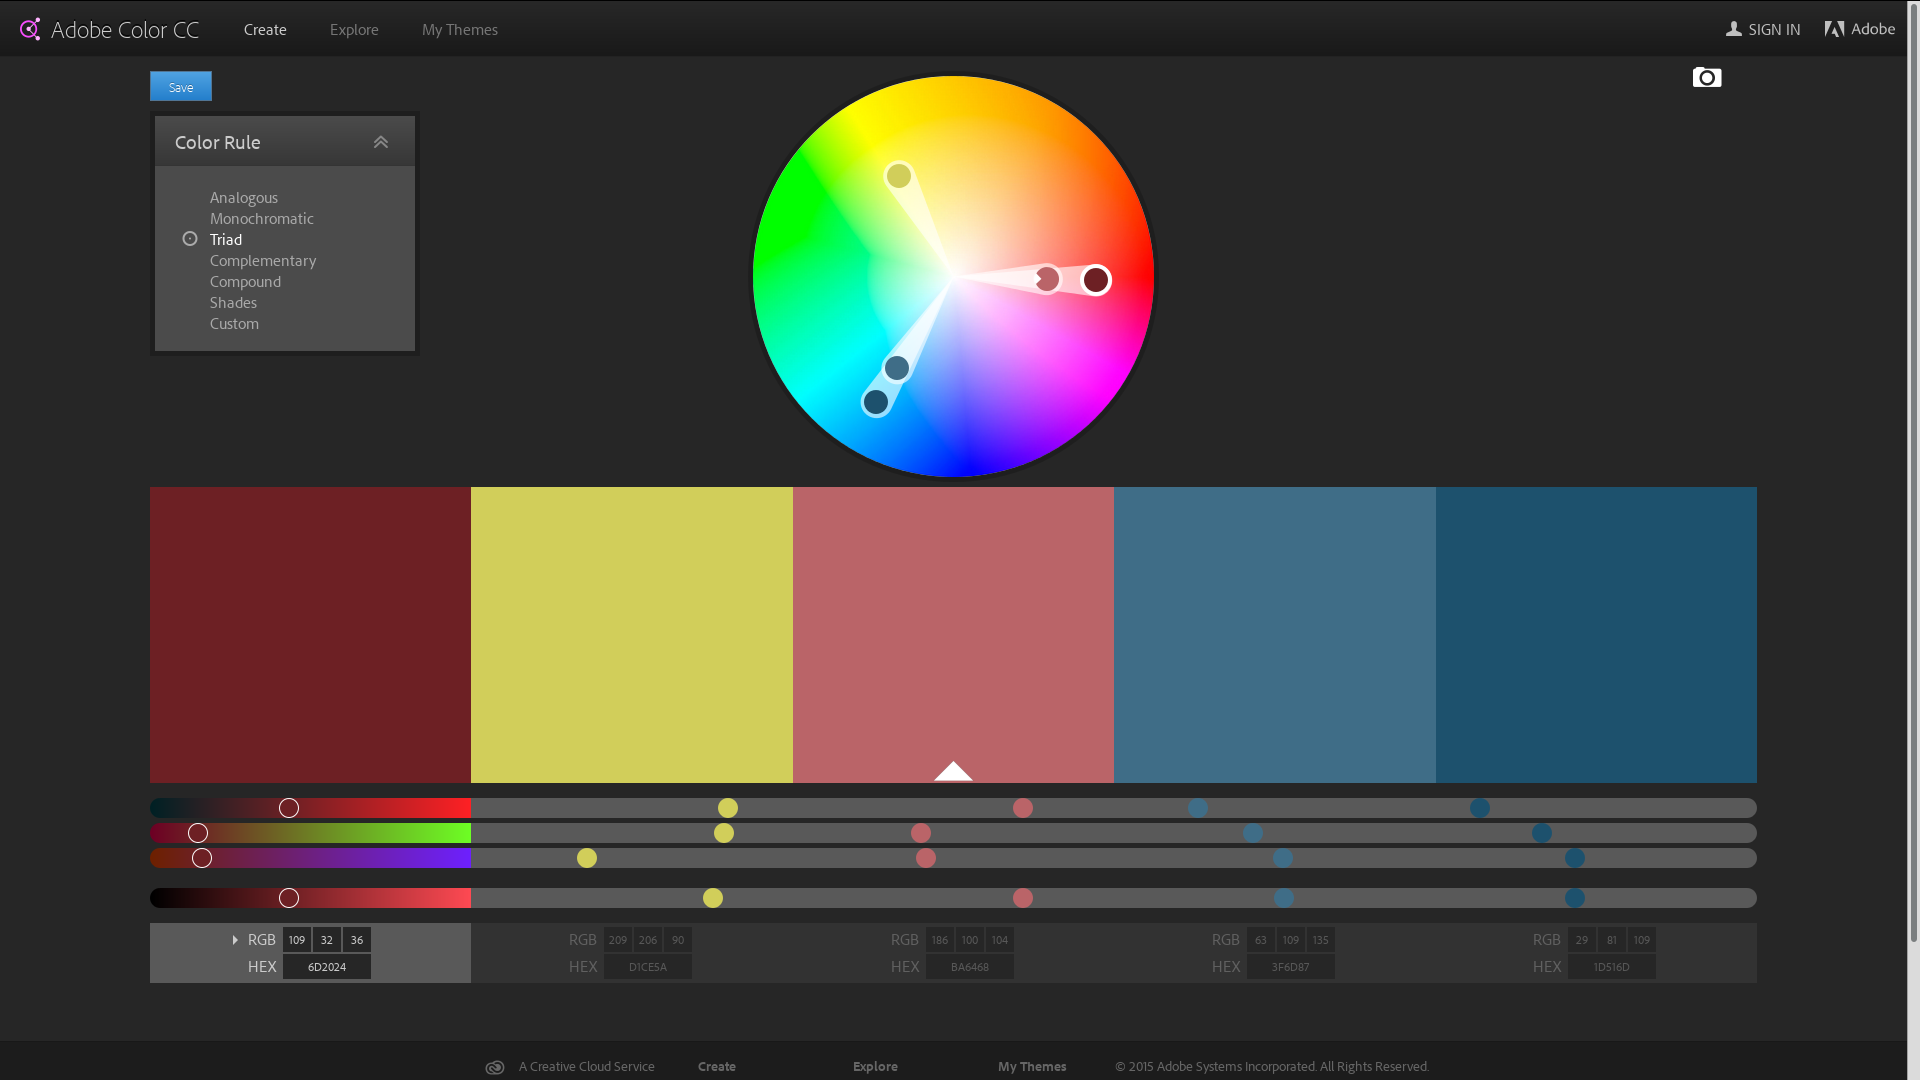 Adobe Color CC Create Explore My Themes SIGN IN Adobe
Save
Color Rule
Analogous
Monochromatic
Triad
Complementary
Compound
Shades
Custom
RGB 109 32 36 RGB 209 206 90 RGB 186 100 104 RGB 63 109 135 RGB 29 81 109
HEX 6D2024 HEX D1CE5A HEX BA6468 HEX 3F6D87 HEX 1D516D
A Creative Cloud Service Create Explore My Themes © 2015 Adobe Systems Incorporated. All Rights Reserved.